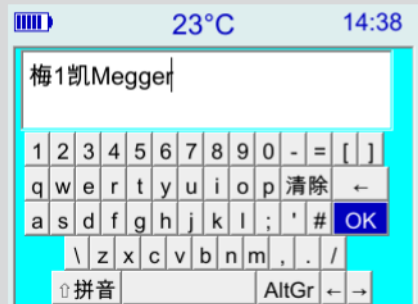 23°C 14:38
梅1凯Megger
1 2 3 4 5 6 7 8 9 0 - = [ ]
q w e r t y u i o p 清除 ←
a s d f g h j k l ; ' # OK
\ z x c v b n m , . /
⇧拼音 AltGr ← →